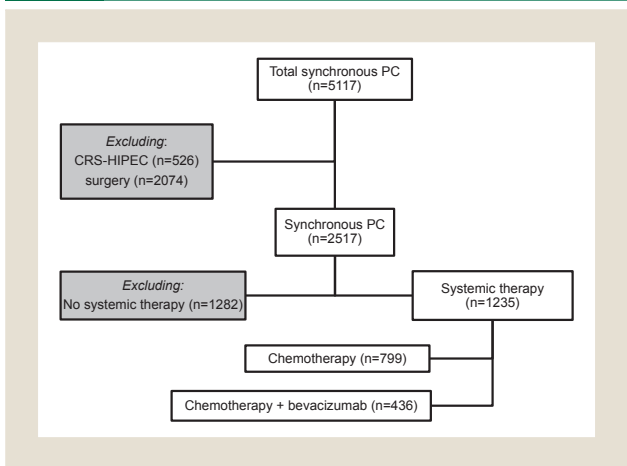 Total synchronous PC
(n=5117)
Excluding:
CRS-HIPEC (n=526)
surgery (n=2074)
Synchronous PC
(n=2517)
Excluding:
No systemic therapy (n=1282)
Systemic therapy
(n=1235)
Chemotherapy (n=799)
Chemotherapy + bevacizumab (n=436)